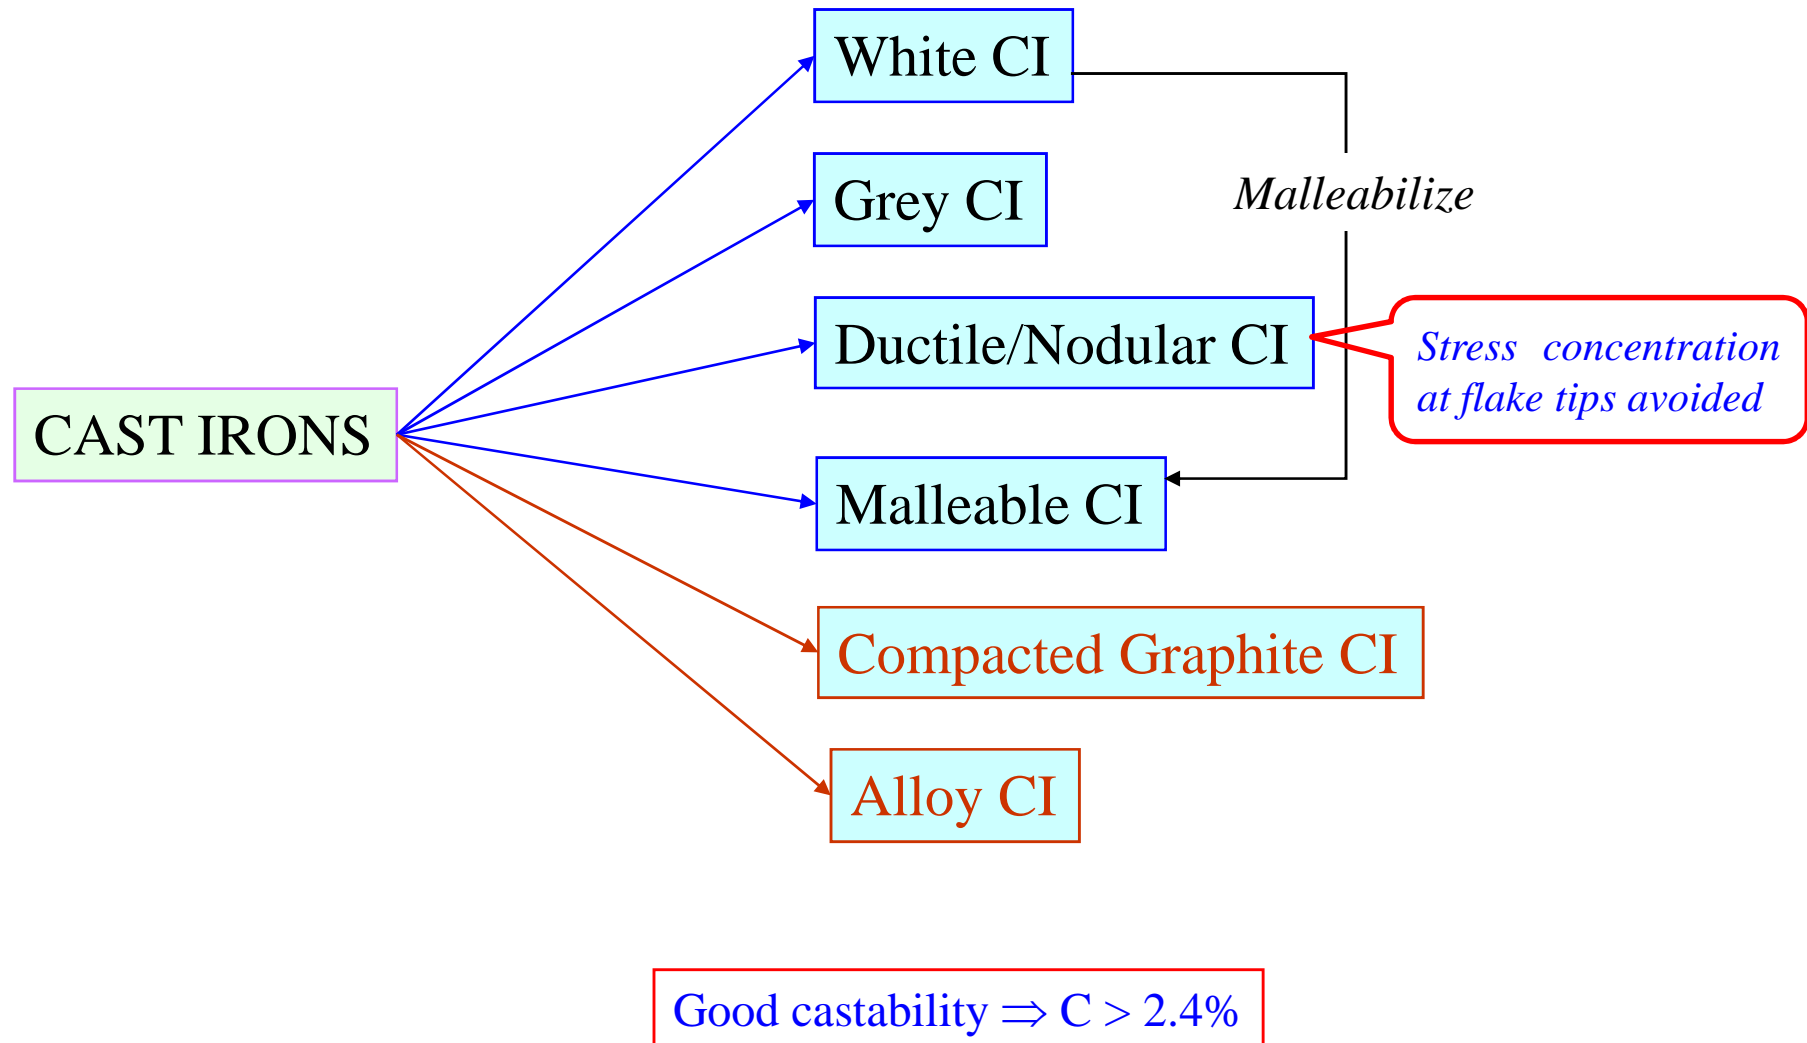 White CI
Grey CI
Malleabilize
Ductile/Nodular CI
Stress concentration
at flake tips avoided
CAST IRONS
Malleable CI
Compacted Graphite CI
Alloy CI
Good castability ⇒ C > 2.4%